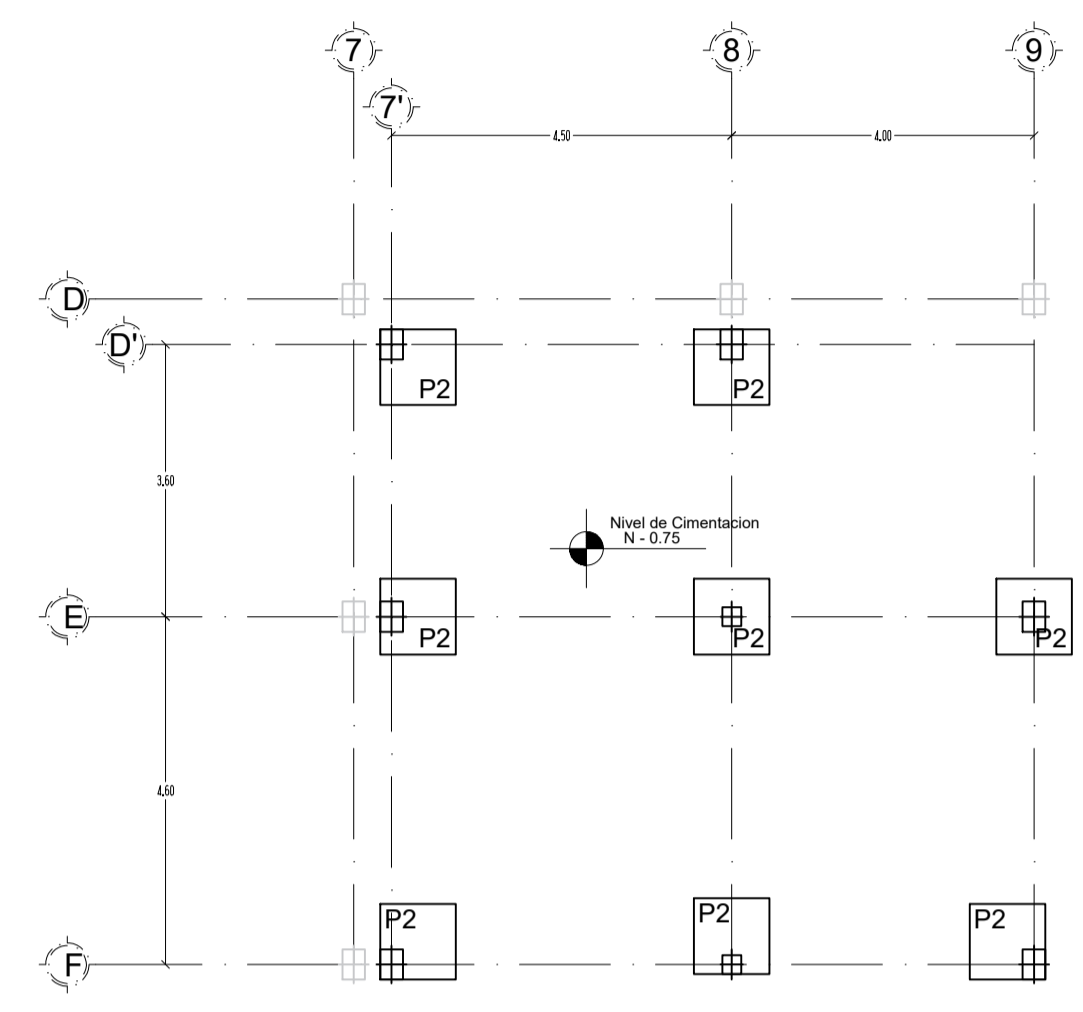 7
8
9
7'
4.50
4.00
D
D'
P2
P2
3.60
Nivel de Cimentacion
N - 0.75
E
P2
P2
P2
4.60
P2
P2
P2
F